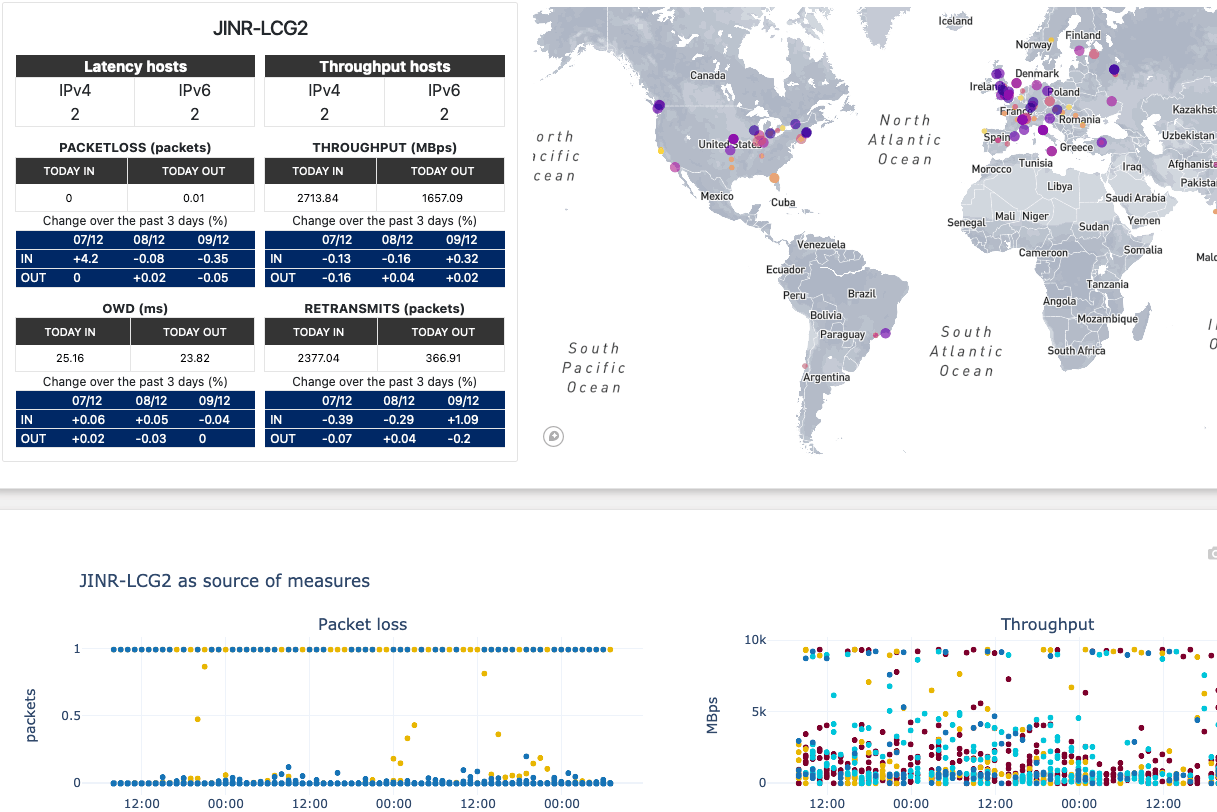 JINR-LCG2
Latency hosts
Throughput hosts
IPv4 IPv6 IPv4 IPv6
2 2 2 2
PACKETLOSS (packets)
TODAY IN TODAY OUT
0 0.01
Change over the past 3 days (%)
07/12 08/12 09/12
IN +4.2 -0.08 -0.35
OUT 0 +0.02 -0.05
THROUGHPUT (MBps)
TODAY IN TODAY OUT
2713.84 1657.09
Change over the past 3 days (%)
07/12 08/12 09/12
IN -0.13 -0.16 +0.32
OUT -0.16 +0.04 +0.02
OWD (ms)
TODAY IN TODAY OUT
25.16 23.82
Change over the past 3 days (%)
07/12 08/12 09/12
IN +0.06 +0.05 -0.04
OUT +0.02 -0.03 0
RETRANSMITS (packets)
TODAY IN TODAY OUT
2377.04 366.91
Change over the past 3 days (%)
07/12 08/12 09/12
IN -0.39 -0.29 +1.09
OUT -0.07 +0.04 -0.2
Iceland
Finland
Norway
Canada
Denmark
Ireland
Poland
France
Kazakhst
North
Atlantic
Ocean
orth
acific
cean
United States
Romania
Spain
Uzbekistan
Greece
Tunisia
Morocco
Iraq
Afghanista
Pakista
Libya
Saudi Arabia
Mexico
Cuba
Mali
Niger
Senegal
Sudan
Yemen
Venezuela
Cameroon
Somalia
Malc
Ecuador
Tanzania
Peru
Brazil
Angola
Bolivia
Mozambique
Paraguay
South
Atlantic
Ocean
South
Pacific
Ocean
South Africa
Argentina
I
O
JINR-LCG2 as source of measures
Packet loss
packets
1
0.5
0
12:00 00:00 12:00 00:00 12:00 00:00
Throughput
MBps
10k
5k
0
12:00 00:00 12:00 00:00 12:00